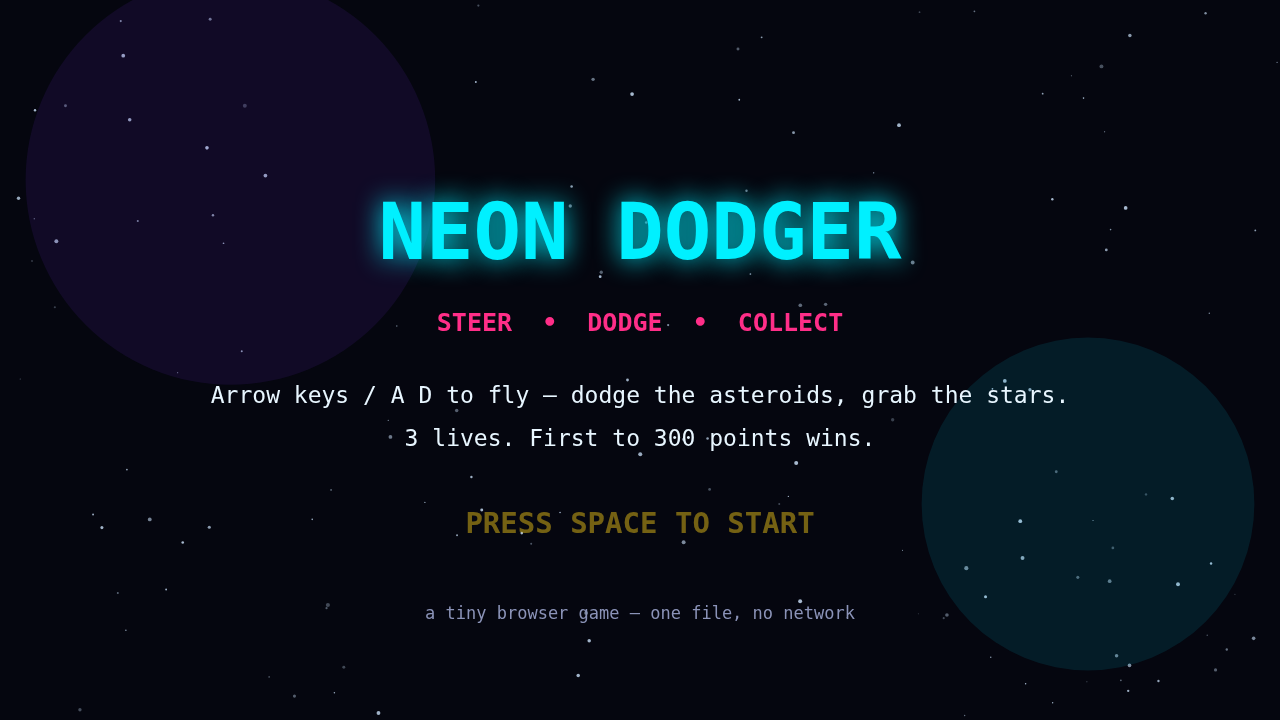 NEON DODGER
STEER • DODGE • COLLECT
Arrow keys / A D to fly — dodge the asteroids, grab the stars.
3 lives. First to 300 points wins.
PRESS SPACE TO START
a tiny browser game — one file, no network